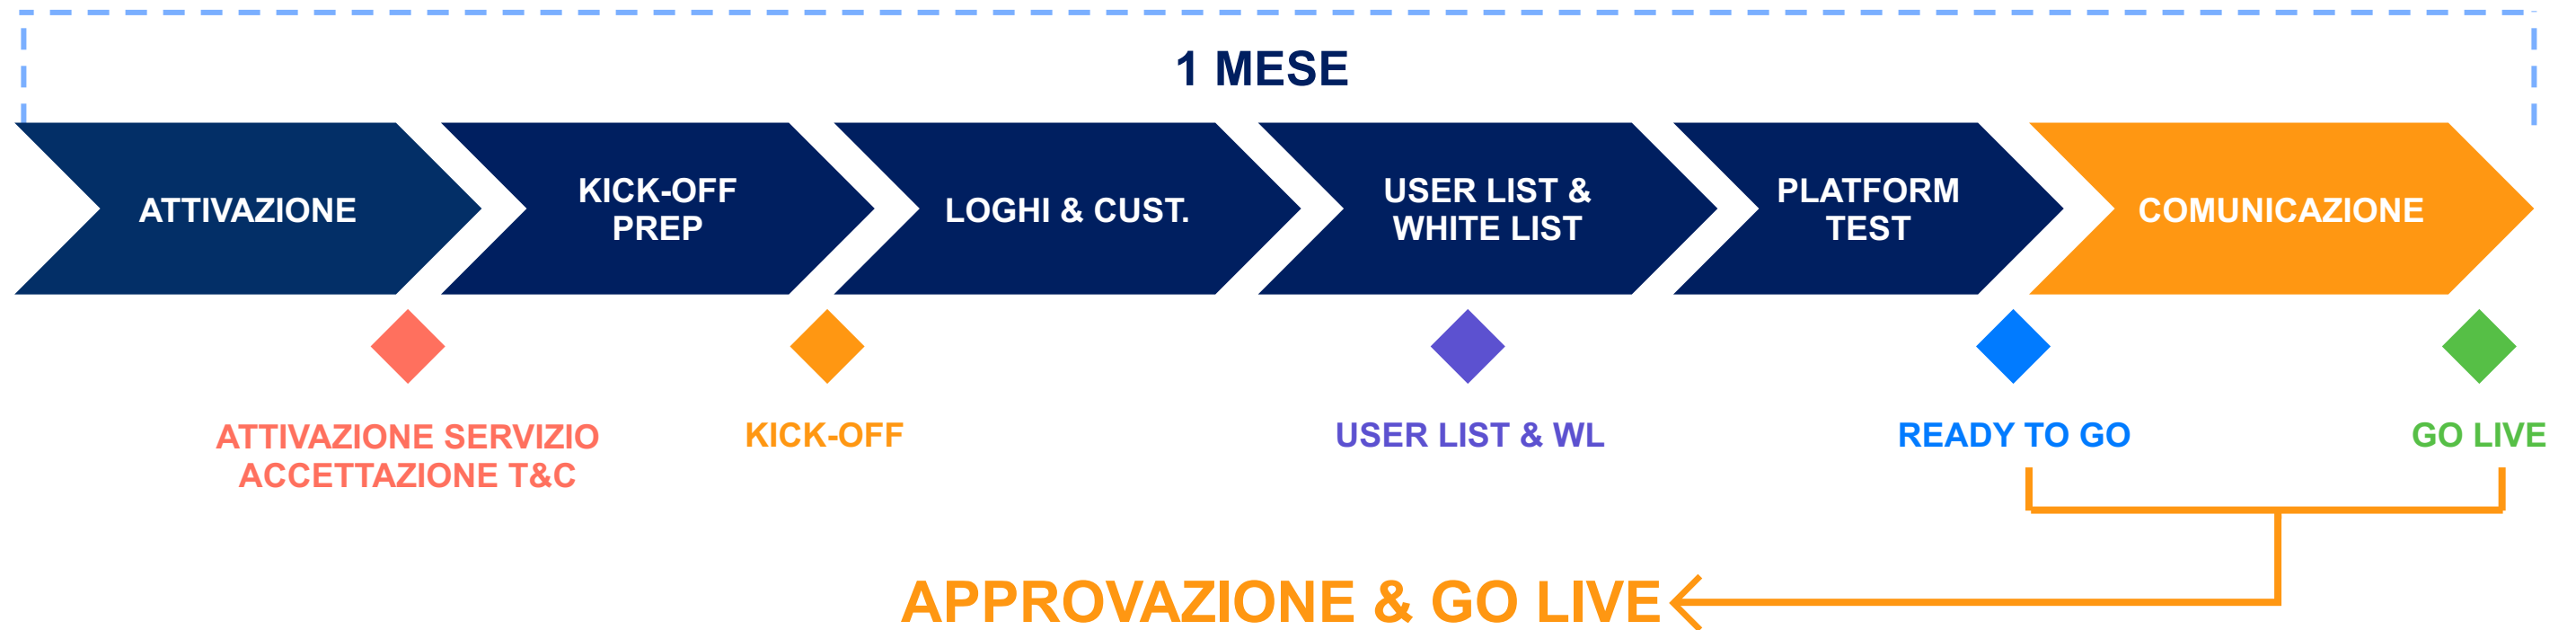 1 MESE
ATTIVAZIONE
KICK-OFF
PREP
LOGHI & CUST.
USER LIST &
WHITE LIST
PLATFORM
TEST
COMUNICAZIONE
ATTIVAZIONE SERVIZIO
ACCETTAZIONE T&C
KICK-OFF
USER LIST & WL
READY TO GO
GO LIVE
APPROVAZIONE & GO LIVE